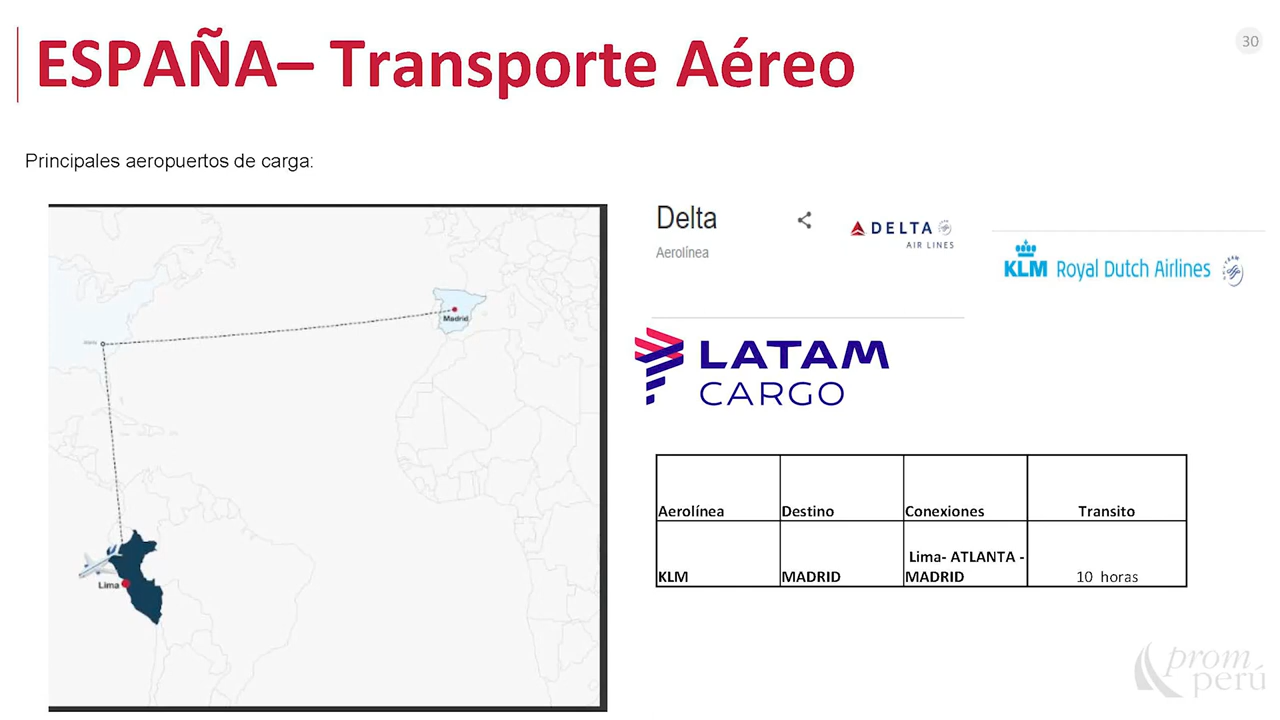 ESPAÑA– Transporte Aéreo
30
Principales aeropuertos de carga:
Madrid
Lima
Delta
Aerolínea
DELTA
AIR LINES
KLM Royal Dutch Airlines
LATAM
CARGO
Aerolínea
Destino
Conexiones
Transito
KLM
MADRID
Lima- ATLANTA -
MADRID
10 horas
prom
perú